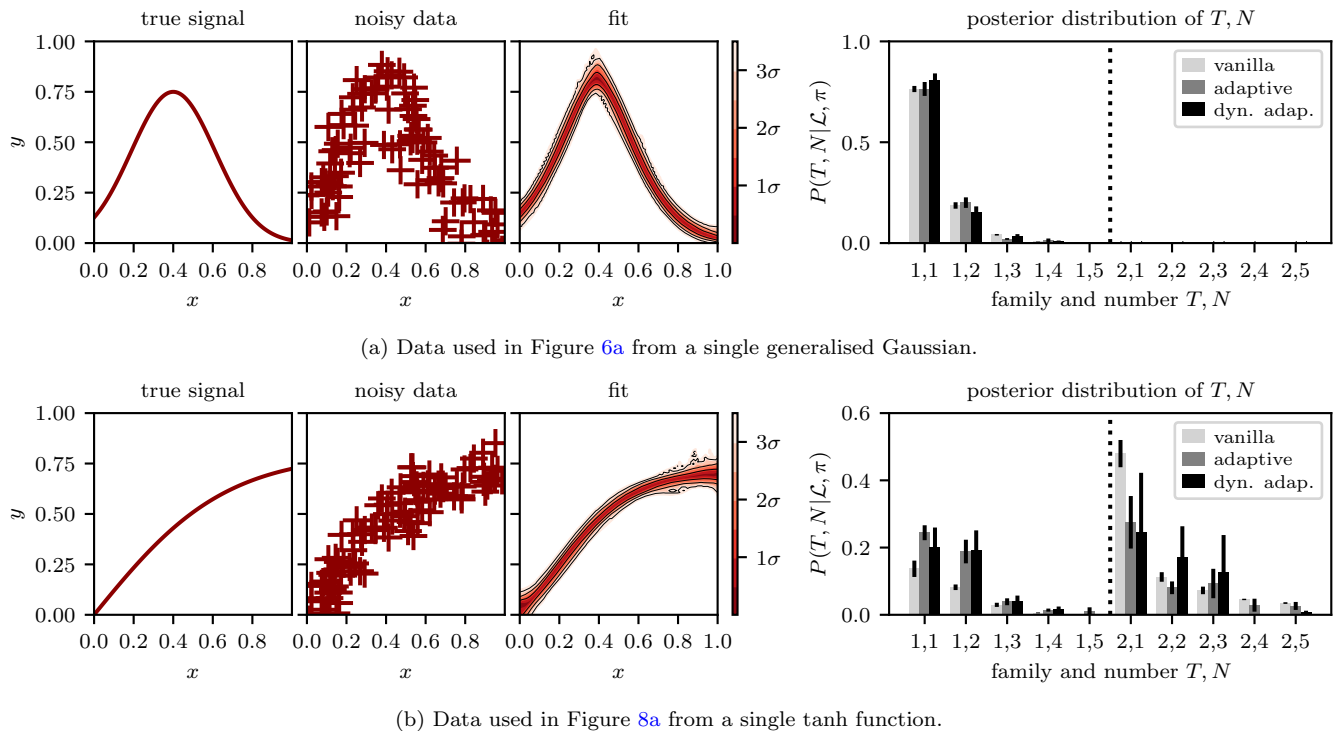 true signal
noisy data
fit
posterior distribution of T, N
1.00
0.75
0.50
0.25
0.00
y
0.0 0.2 0.4 0.6 0.8
x
0.0 0.2 0.4 0.6 0.8
x
0.0 0.2 0.4 0.6 0.8 1.0
x
3σ
2σ
1σ
P(T, N|ℒ, π)
1.0
0.5
0.0
vanilla
adaptive
dyn. adap.
1,1 1,2 1,3 1,4 1,5 2,1 2,2 2,3 2,4 2,5
family and number T, N
(a) Data used in Figure 6a from a single generalised Gaussian.
true signal
noisy data
fit
posterior distribution of T, N
1.00
0.75
0.50
0.25
0.00
y
0.0 0.2 0.4 0.6 0.8
x
0.0 0.2 0.4 0.6 0.8
x
0.0 0.2 0.4 0.6 0.8 1.0
x
3σ
2σ
1σ
P(T, N|ℒ, π)
0.6
0.4
0.2
0.0
vanilla
adaptive
dyn. adap.
1,1 1,2 1,3 1,4 1,5 2,1 2,2 2,3 2,4 2,5
family and number T, N
(b) Data used in Figure 8a from a single tanh function.